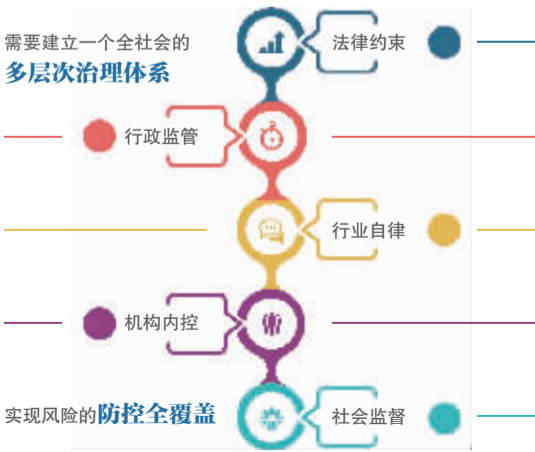 需要建立一个全社会的
多层次治理体系
法律约束
行政监管
行业自律
机构内控
实现风险的防控全覆盖
社会监督